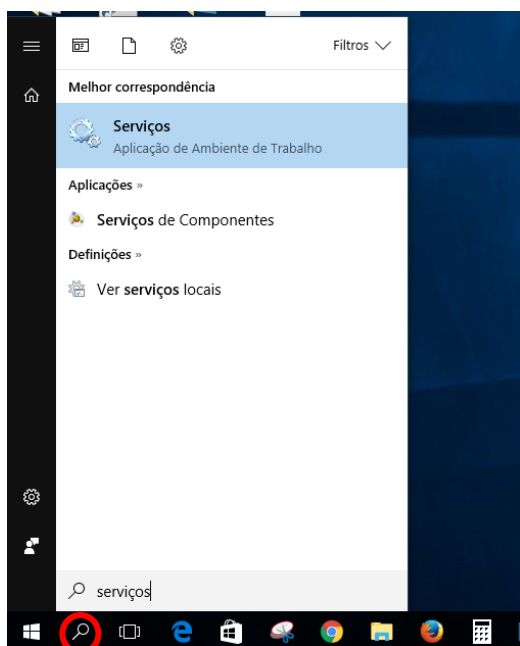 Filtros
Melhor correspondência
Serviços
Aplicação de Ambiente de Trabalho
Aplicações »
Serviços de Componentes
Definições »
Ver serviços locais
serviços